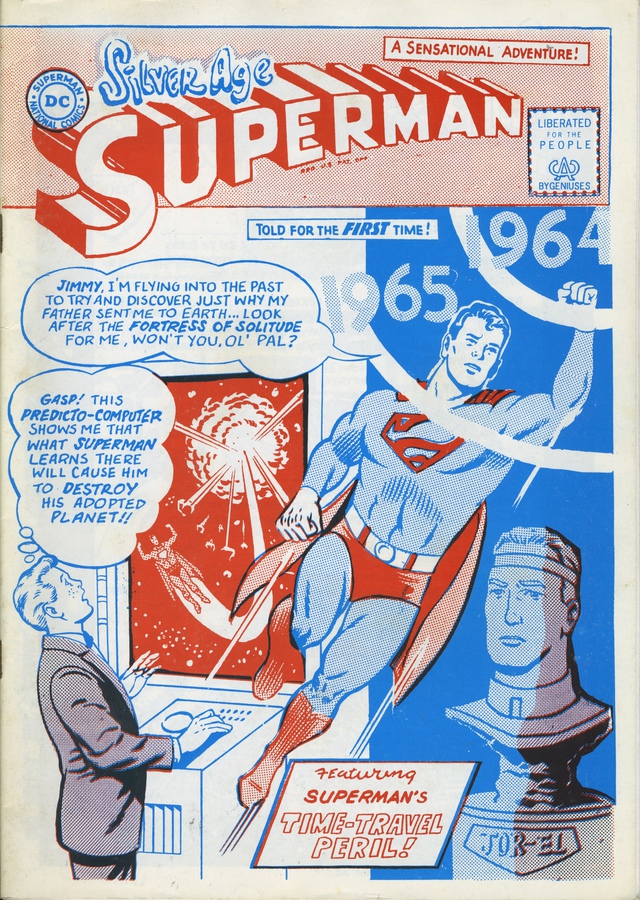 A SENSATIONAL ADVENTURE!
Silver Age
SUPERMAN
DC
NATIONAL COMICS
SUPERMAN
REG. U.S. PAT. OFF.
LIBERATED
FOR THE
PEOPLE
BYGENIUSES
TOLD FOR THE FIRST TIME!
1964
1965
JIMMY, I'M FLYING INTO THE PAST
TO TRY AND DISCOVER JUST WHY MY
FATHER SENT ME TO EARTH... LOOK
AFTER THE FORTRESS OF SOLITUDE
FOR ME, WON'T YOU, OL' PAL?
GASP! THIS
PREDICTO-COMPUTER
SHOWS ME THAT
WHAT SUPERMAN
LEARNS THERE
WILL CAUSE HIM
TO DESTROY
HIS ADOPTED
PLANET!!
Featuring
SUPERMAN'S
TIME-TRAVEL
PERIL!
JOR-EL